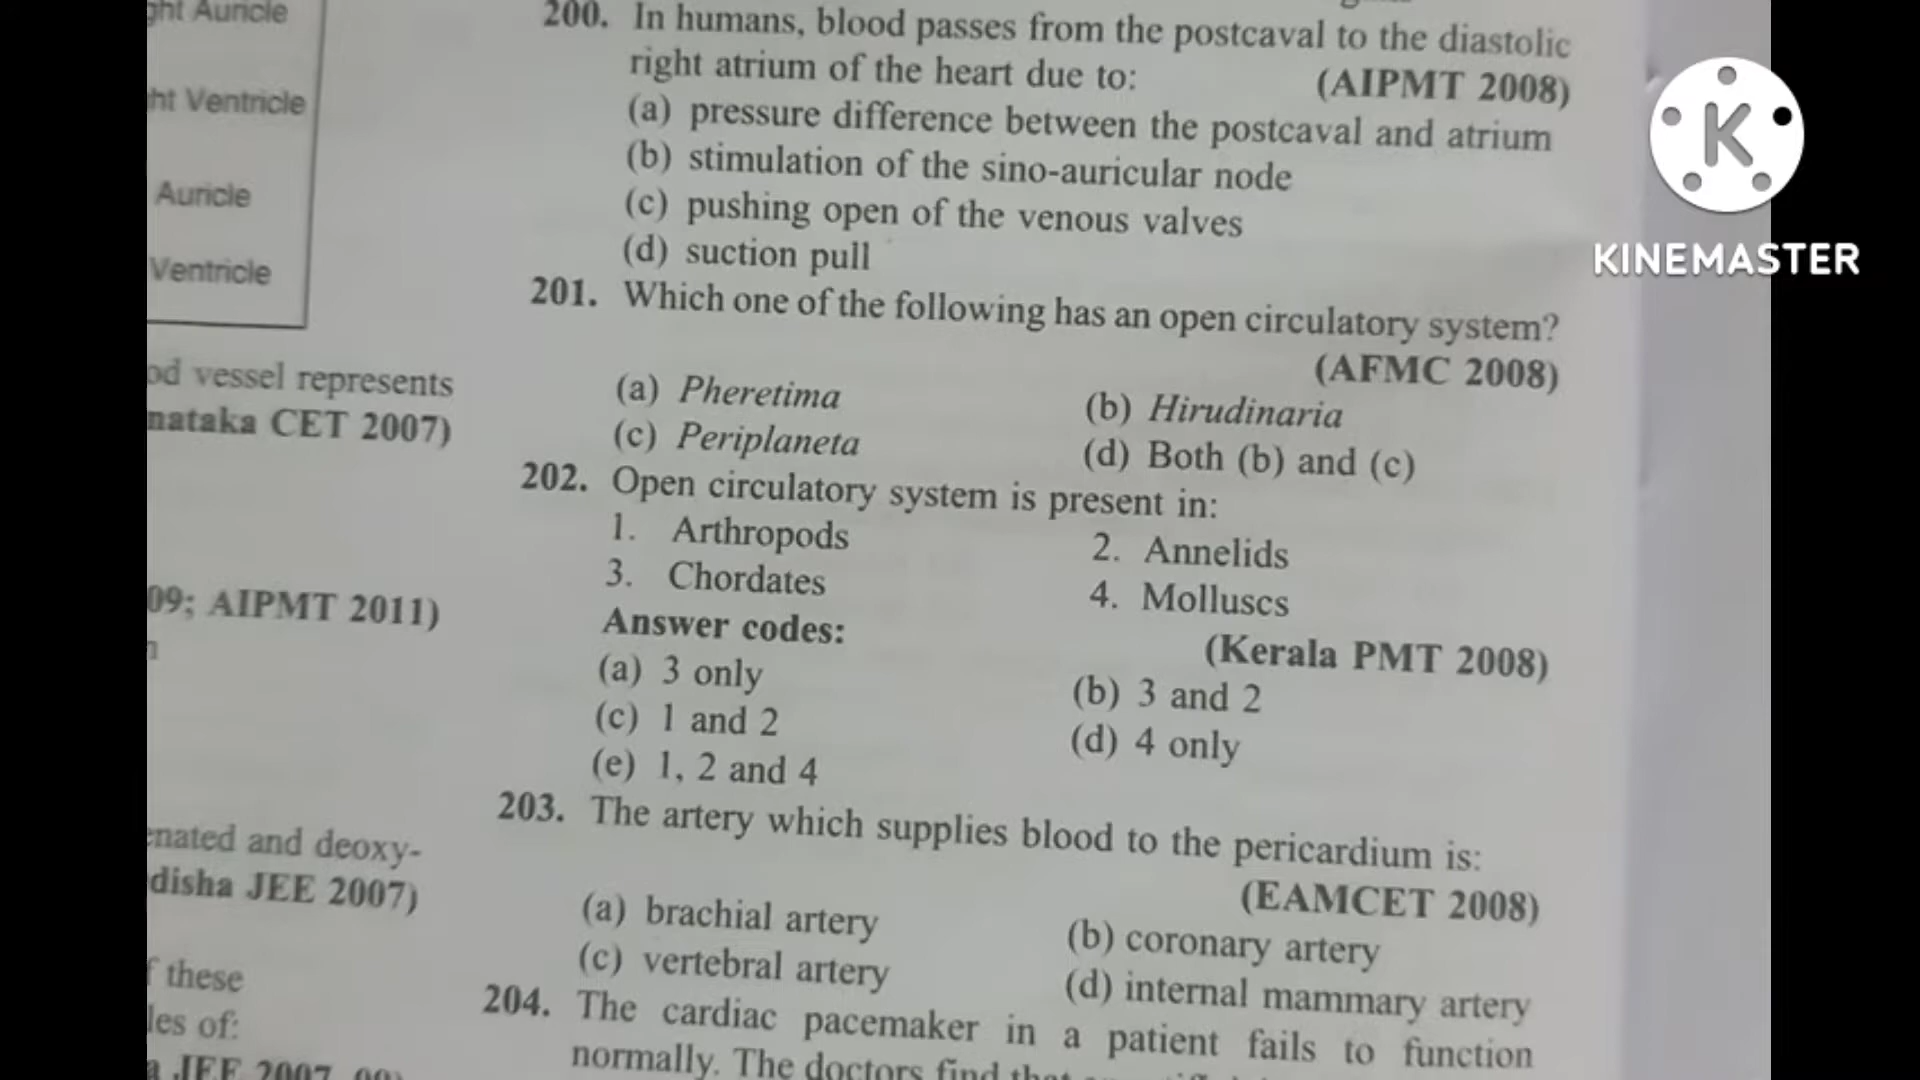 ght Auricle
ht Ventricle
Auricle
Ventricle
od vessel represents
nataka CET 2007)
09; AIPMT 2011)
enated and deoxy-
disha JEE 2007)
f these
les of:
a JEE 2007, 09)
200. In humans, blood passes from the postcaval to the diastolic
right atrium of the heart due to: (AIPMT 2008)
(a) pressure difference between the postcaval and atrium
(b) stimulation of the sino-auricular node
(c) pushing open of the venous valves
(d) suction pull
201. Which one of the following has an open circulatory system?
(AFMC 2008)
(a) Pheretima (b) Hirudinaria
(c) Periplaneta (d) Both (b) and (c)
202. Open circulatory system is present in:
1. Arthropods 2. Annelids
3. Chordates 4. Molluscs
Answer codes: (Kerala PMT 2008)
(a) 3 only (b) 3 and 2
(c) 1 and 2 (d) 4 only
(e) 1, 2 and 4
203. The artery which supplies blood to the pericardium is:
(EAMCET 2008)
(a) brachial artery (b) coronary artery
(c) vertebral artery (d) internal mammary artery
204. The cardiac pacemaker in a patient fails to function
normally. The doctors find that
K
KINEMASTER